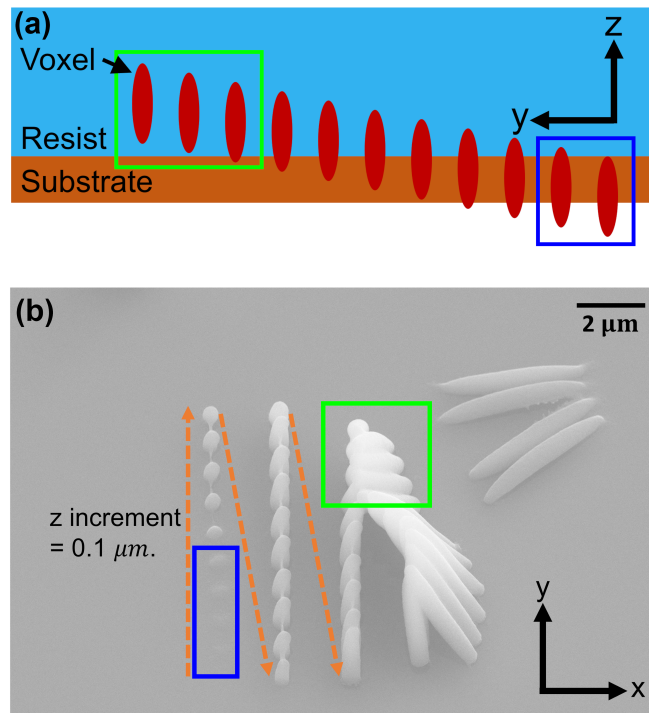 (a)
Voxel
z
y
Resist
Substrate
(b)
2 μm
z increment
= 0.1 μm.
y
x